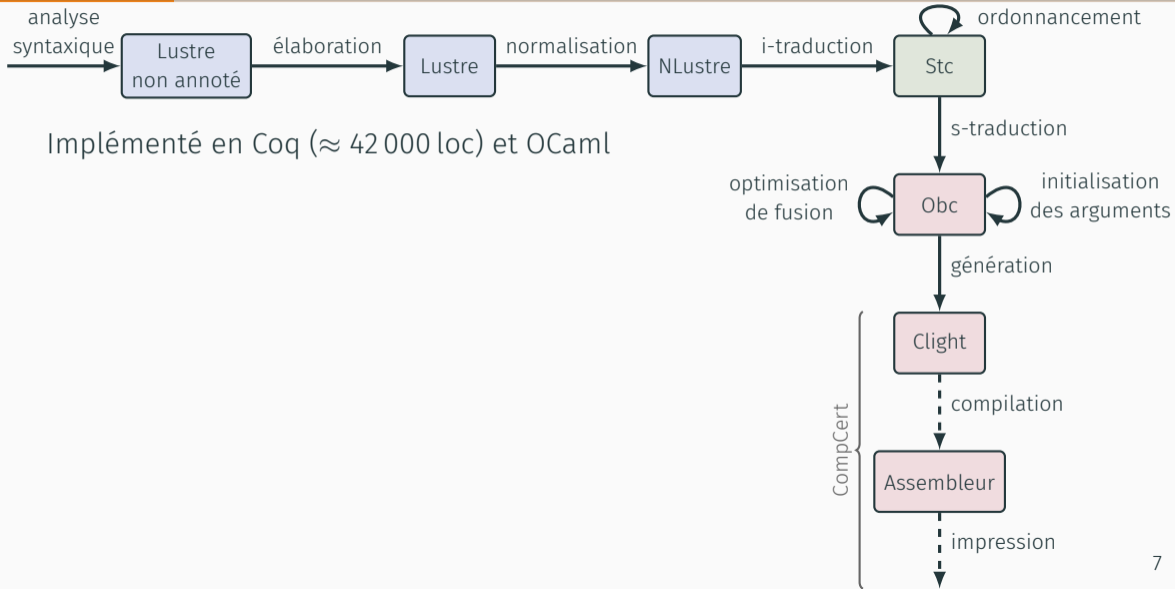 analyse
syntaxique
Lustre
non annoté
élaboration
Lustre
normalisation
NLustre
i-traduction
Stc
ordonnancement
Implémenté en Coq (≈ 42 000 loc) et OCaml
s-traduction
optimisation
de fusion
Obc
initialisation
des arguments
génération
Clight
compilation
CompCert
Assembleur
impression
7